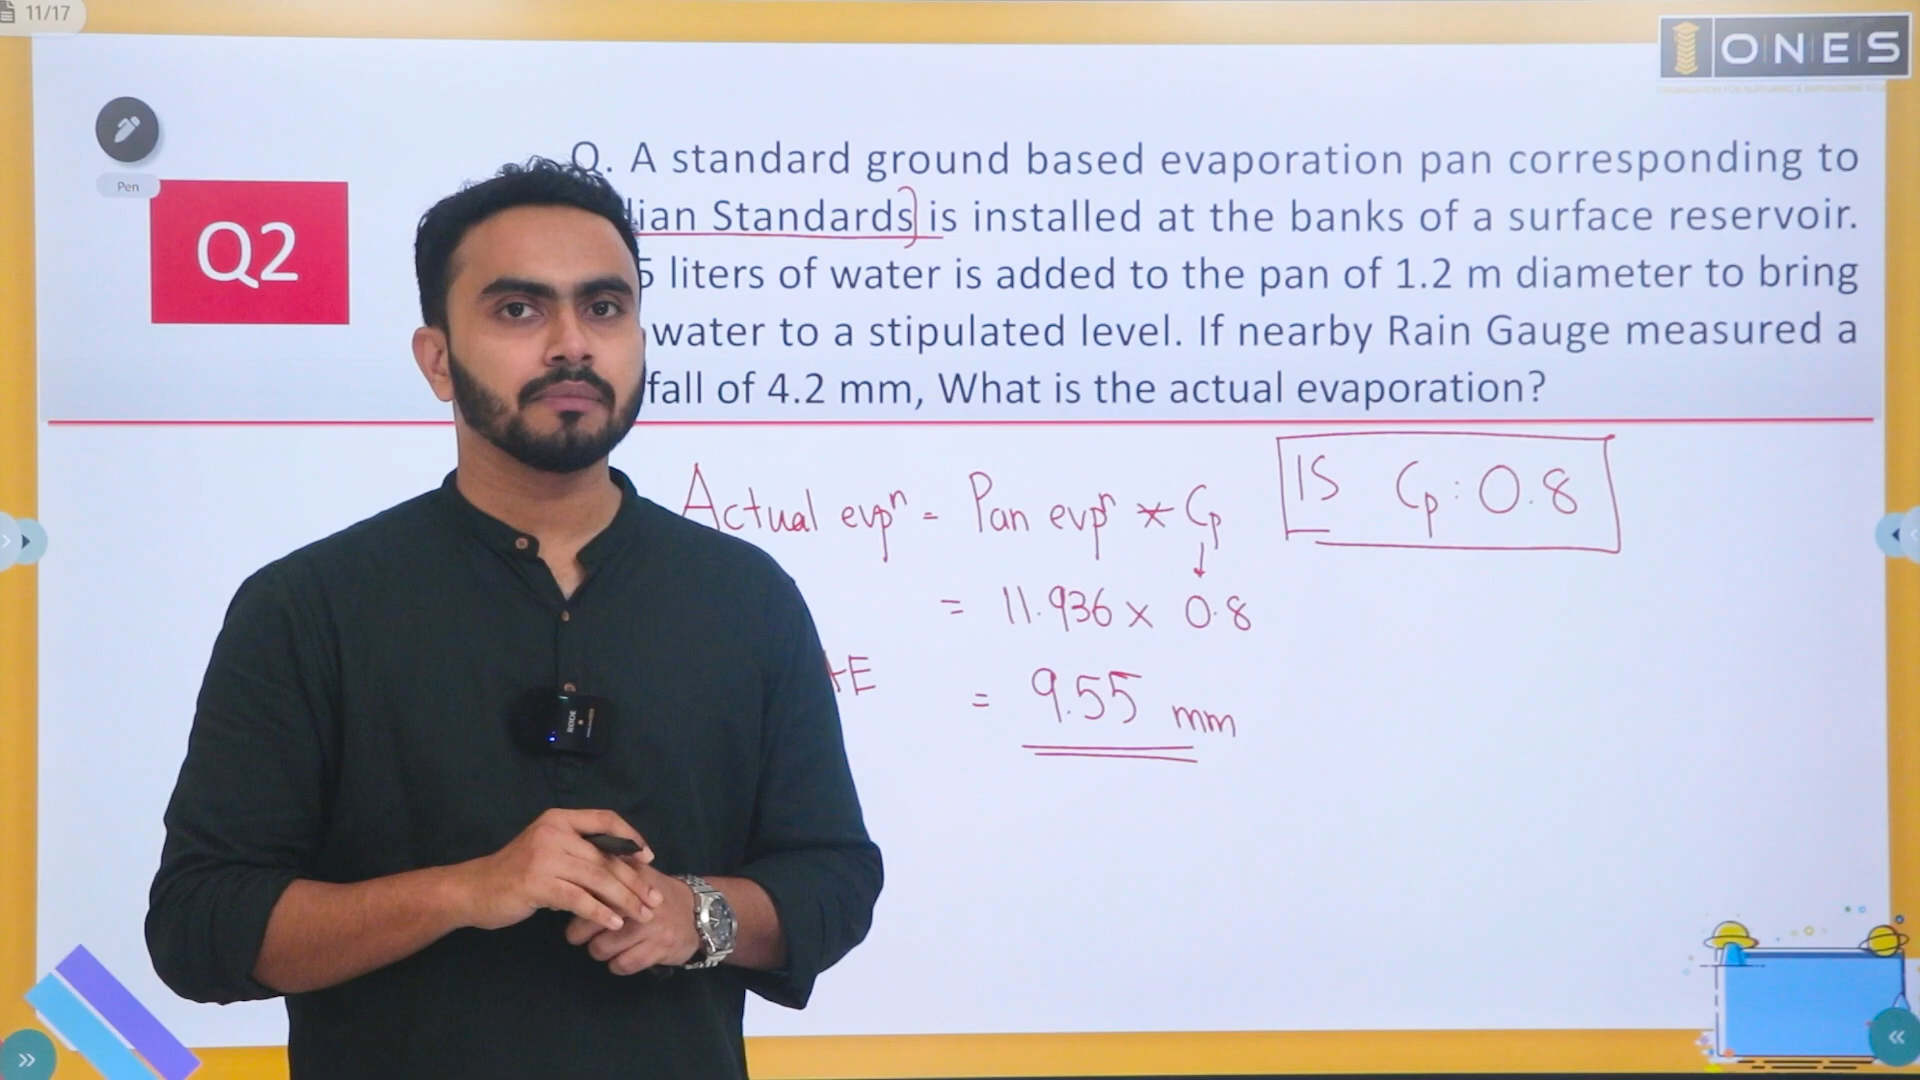 11/17
ONES
Pen
Q2
Q. A standard ground based evaporation pan corresponding to
dian Standards is installed at the banks of a surface reservoir.
5 liters of water is added to the pan of 1.2 m diameter to bring
water to a stipulated level. If nearby Rain Gauge measured a
fall of 4.2 mm, What is the actual evaporation?
Actual evpⁿ = Pan evpⁿ * Cp
IS Cp : 0.8
= 11.936 x 0.8
+E
= 9.55 mm
RODE